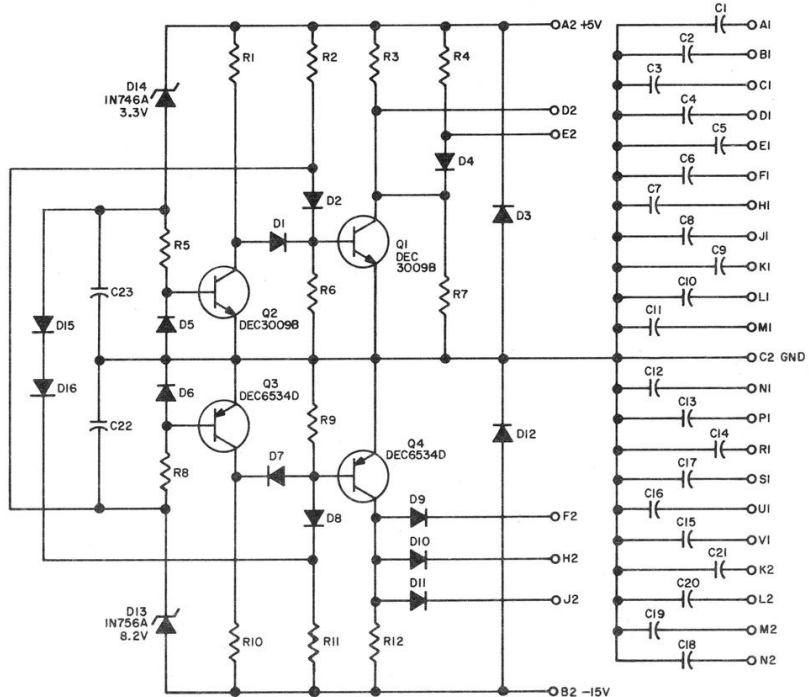 C1
A1
A2 +5V
C2
B1
R1
R2
R3
R4
D14
1N746A
3.3V
C3
C1
C4
D1
D2
E2
C5
E1
D4
C6
F1
D2
C7
H1
D3
D1
Q1
DEC
3009B
C8
J1
R5
C9
K1
C23
R6
R7
C10
L1
Q2
DEC3009B
C11
M1
D15
D5
C2 GND
D16
D6
Q3
DEC6534D
C12
N1
C22
R9
C13
P1
D12
Q4
DEC6534D
C14
R1
R8
D7
C17
S1
D8
D9
F2
C16
U1
C15
V1
D10
H2
C21
K2
D11
J2
C20
L2
D13
1N756A
8.2V
R10
R11
R12
C19
M2
C18
N2
B2 -15V